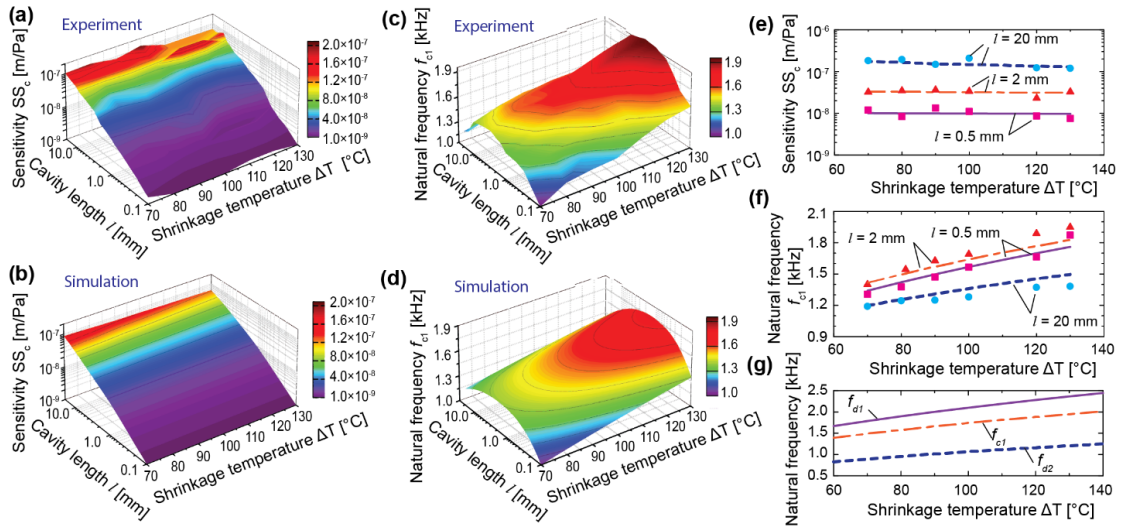 (a)
Experiment
Sensitivity SSc [m/Pa]
10-7
10-8
10-9
10.0
1.0
0.1
Cavity length l [mm]
70
80
90
100
110
120
130
Shrinkage temperature ΔT [°C]
2.0×10-7
1.6×10-7
1.2×10-7
8.0×10-8
4.0×10-8
1.0×10-9
(b)
Simulation
Sensitivity SSc [m/Pa]
10-7
10-8
10-9
10.0
1.0
0.1
Cavity length l [mm]
70
80
90
100
110
120
130
Shrinkage temperature ΔT [°C]
2.0×10-7
1.6×10-7
1.2×10-7
8.0×10-8
4.0×10-8
1.0×10-9
(c)
Experiment
Natural frequency fc1 [kHz]
1.9
1.7
1.6
1.3
1.0
10.0
1.0
0.1
Cavity length l [mm]
70
80
90
100
110
120
130
Shrinkage temperature ΔT [°C]
1.9
1.7
1.6
1.3
1.1
1.0
(d)
Simulation
Natural frequency fc1 [kHz]
1.9
1.7
1.6
1.3
1.0
10.0
1.0
0.1
Cavity length l [mm]
70
80
90
100
110
120
130
Shrinkage temperature ΔT [°C]
1.9
1.7
1.6
1.3
1.1
1.0
(e)
Sensitivity SSc [m/Pa]
10-6
10-7
10-8
10-9
l = 20 mm
l = 2 mm
l = 0.5 mm
60
80
100
120
140
Shrinkage temperature ΔT [°C]
(f)
Natural frequency
fc1 [kHz]
2.1
1.8
1.5
1.2
0.9
l = 2 mm
l = 0.5 mm
l = 20 mm
(g)
Natural frequency [kHz]
2.5
2.0
1.5
1.0
0.5
fd1
fc1
fd2
60
80
100
120
140
Shrinkage temperature ΔT [°C]